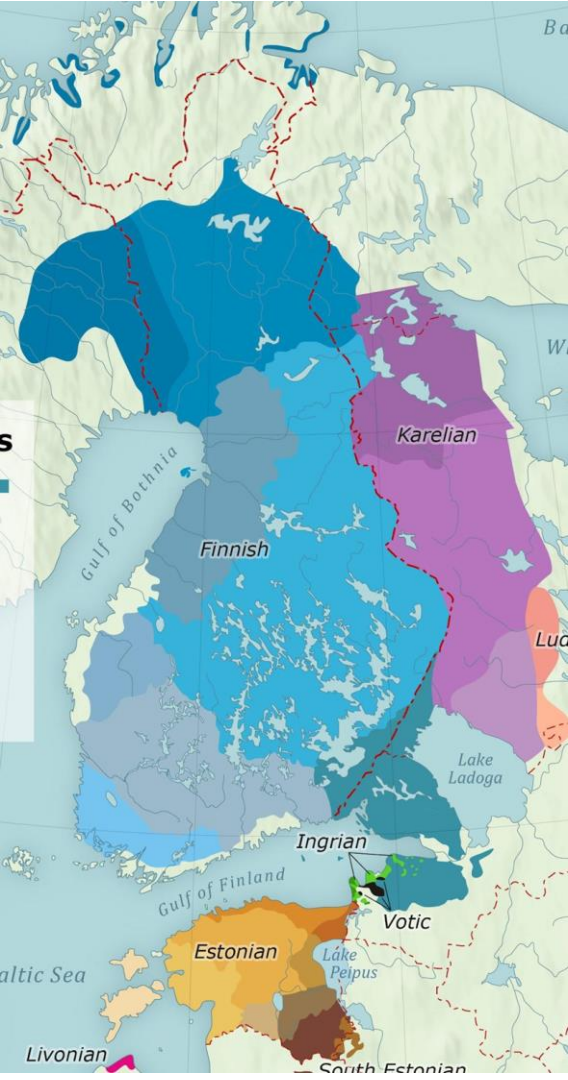 Ba
Wh
s
Karelian
Gulf of Bothnia
Finnish
Lud
Lake
Ladoga
Ingrian
Gulf of Finland
Votic
Estonian
Lake
Peipus
altic Sea
Livonian
South Estonian